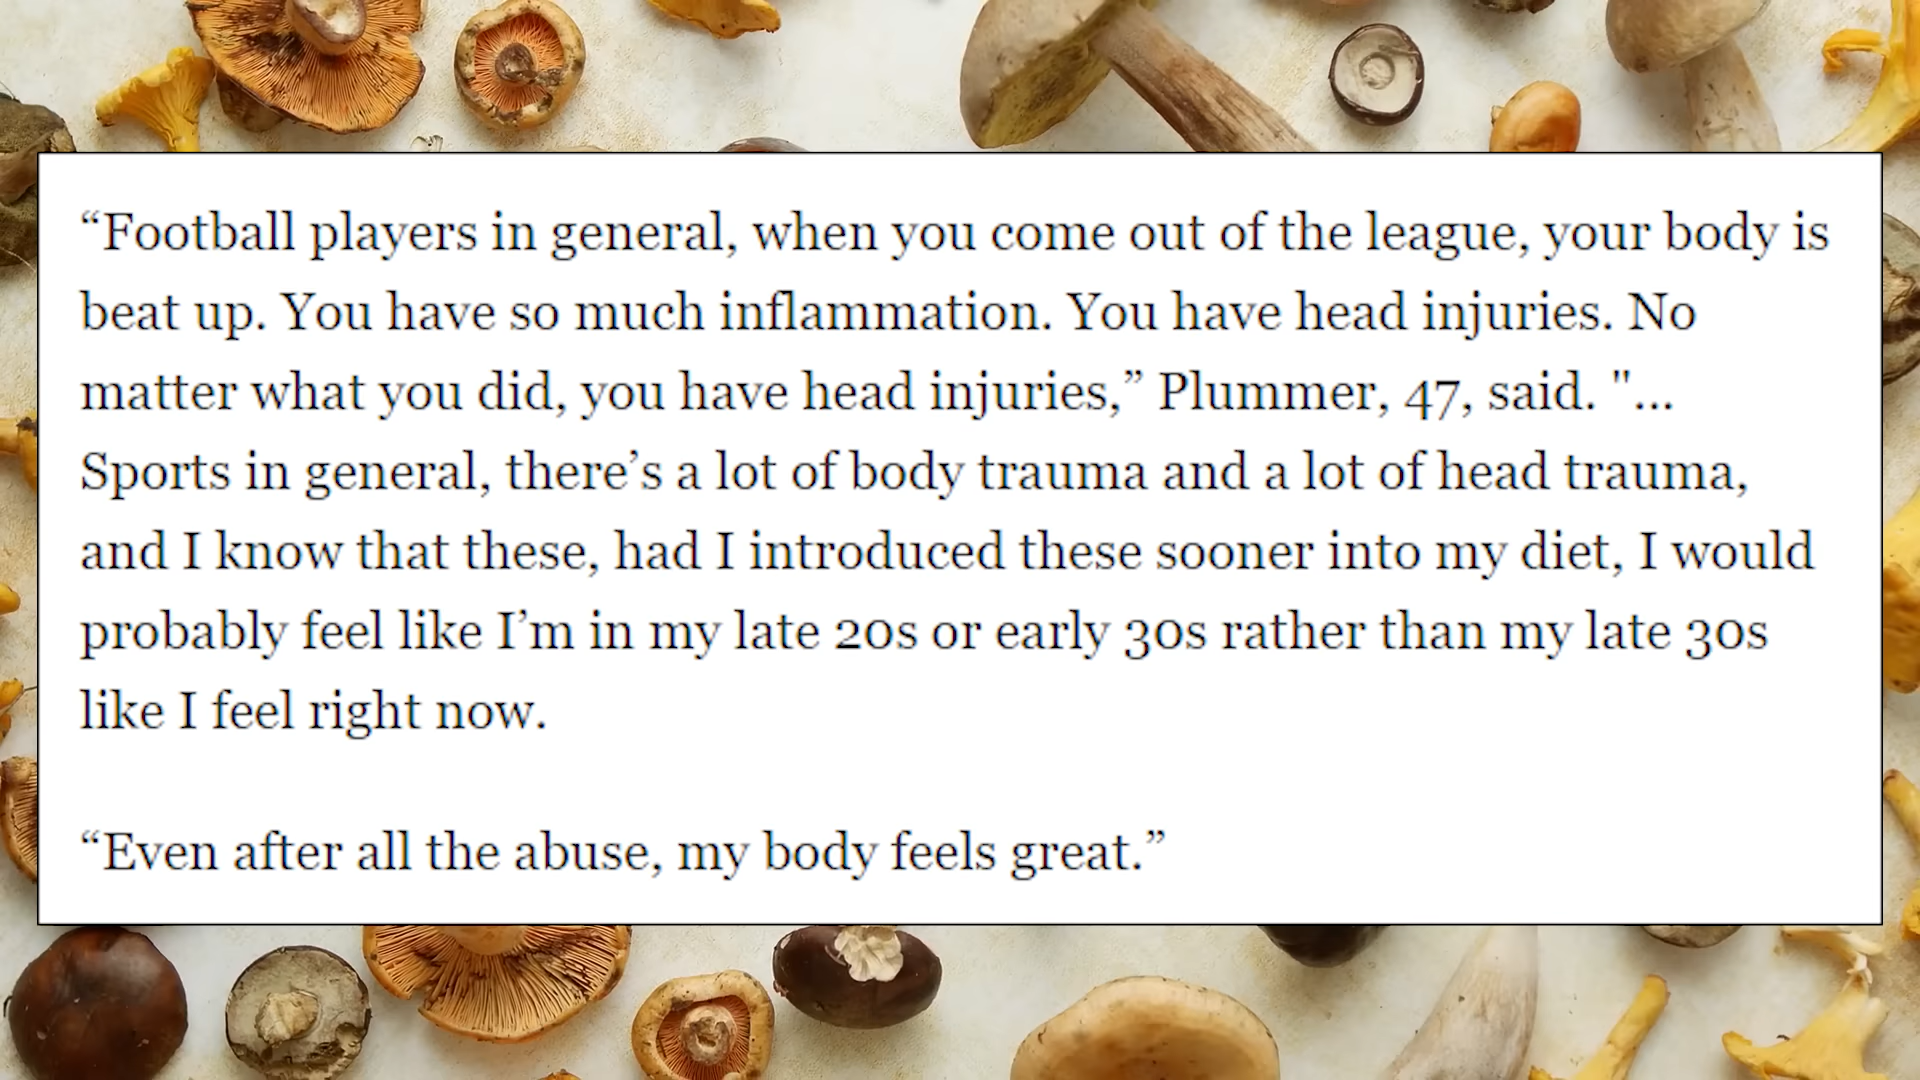 “Football players in general, when you come out of the league, your body is
beat up. You have so much inflammation. You have head injuries. No
matter what you did, you have head injuries,” Plummer, 47, said. "...
Sports in general, there’s a lot of body trauma and a lot of head trauma,
and I know that these, had I introduced these sooner into my diet, I would
probably feel like I’m in my late 20s or early 30s rather than my late 30s
like I feel right now.
“Even after all the abuse, my body feels great.”